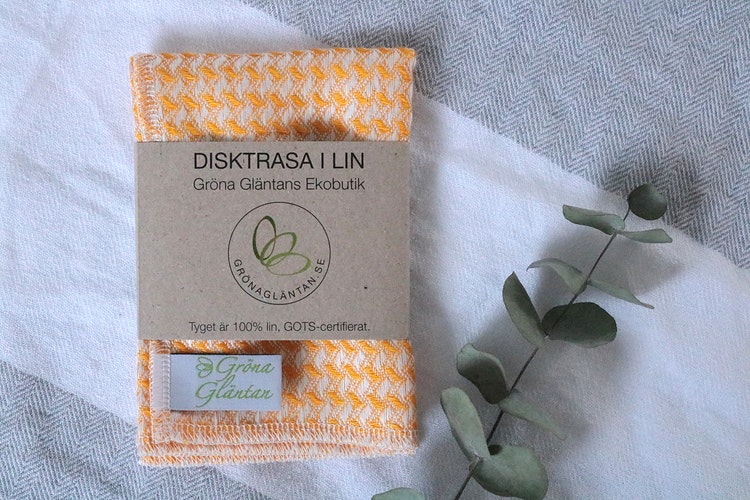 DISKTRASA I LIN
Gröna Gläntans Ekobutik
GRÖNAGLÄNTAN.SE
Tyget är 100% lin, GOTS-certifierat.
Gröna
Gläntan